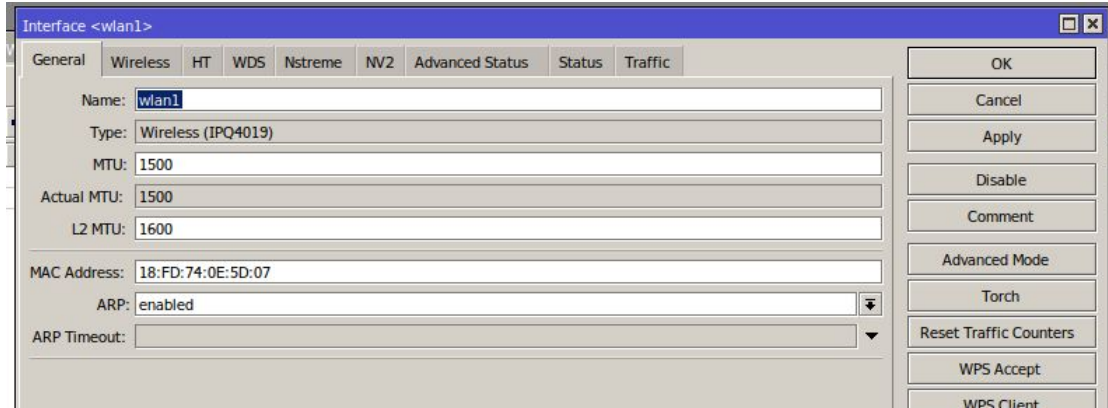 Interface <wlan1>
General Wireless HT WDS Nstreme NV2 Advanced Status Status Traffic
Name: wlan1
Type: Wireless (IPQ4019)
MTU: 1500
Actual MTU: 1500
L2 MTU: 1600
MAC Address: 18:FD:74:0E:5D:07
ARP: enabled
ARP Timeout:
OK
Cancel
Apply
Disable
Comment
Advanced Mode
Torch
Reset Traffic Counters
WPS Accept
WPS Client